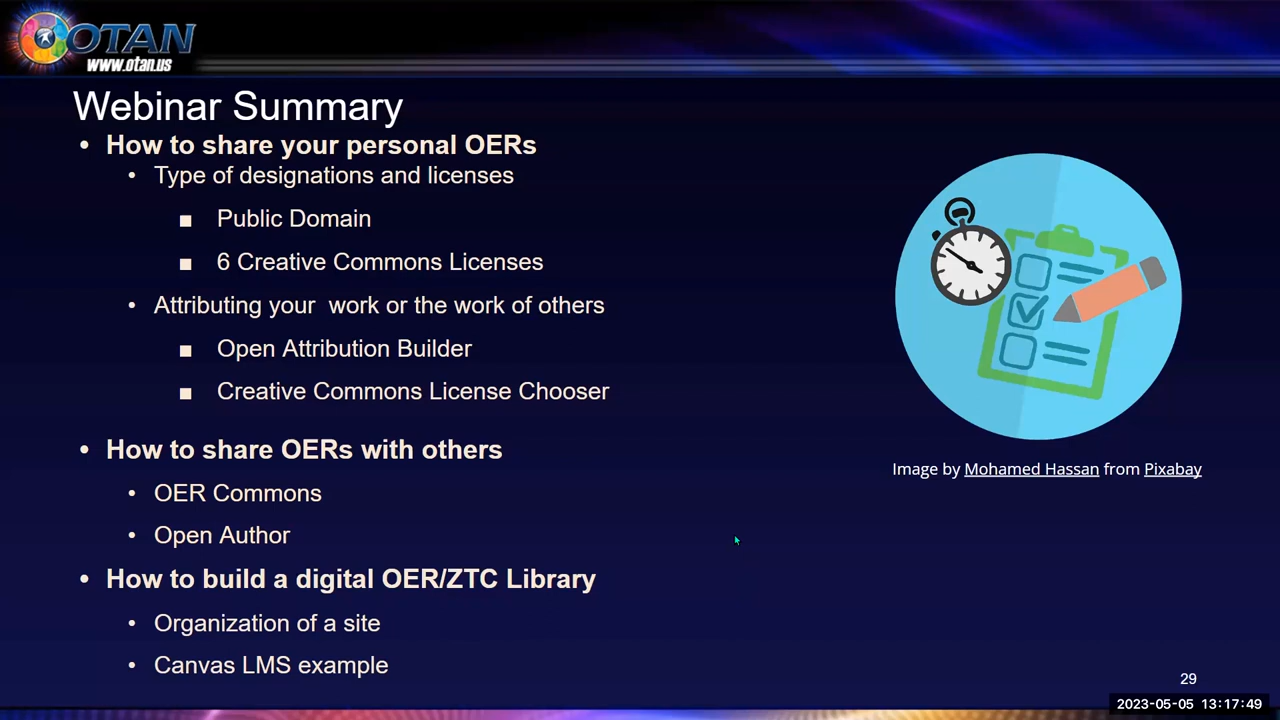 OTAN
www.otan.us
Webinar Summary
• How to share your personal OERs
• Type of designations and licenses
■ Public Domain
■ 6 Creative Commons Licenses
• Attributing your  work or the work of others
■ Open Attribution Builder
■ Creative Commons License Chooser
• How to share OERs with others
• OER Commons
• Open Author
• How to build a digital OER/ZTC Library
• Organization of a site
• Canvas LMS example
Image by Mohamed Hassan from Pixabay
29
2023-05-05 13:17:49